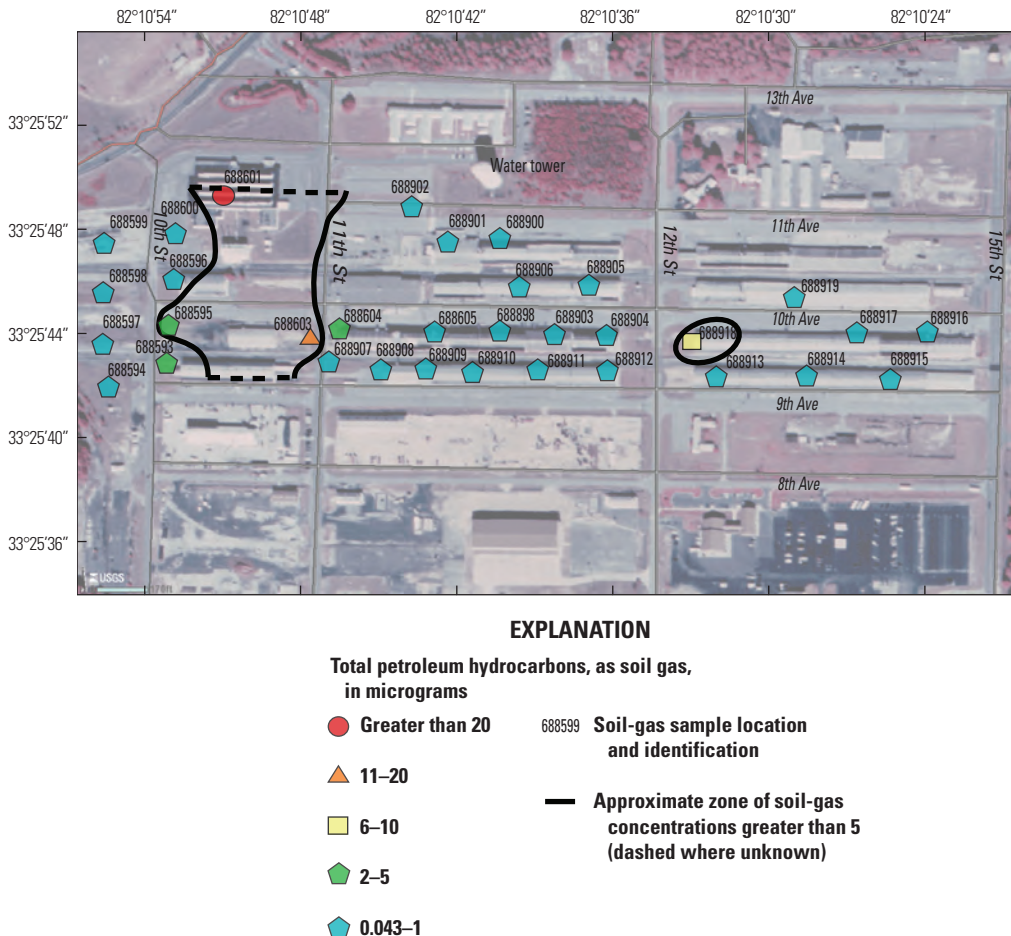 82°10′54″ 82°10′48″ 82°10′42″ 82°10′36″ 82°10′30″ 82°10′24″
13th Ave
33°25′52″
Water tower
688601
688902
688599 688600 10th St
33°25′48″
11th St
688901 688900
12th St
11th Ave
15th St
688598 688596
688906 688905
688919
10th Ave
688597 688595
33°25′44″
688603 688604 688605 688898 688903 688904
688918 688917 688916
688593
688594
688907 688908 688909 688910 688911 688912
688913 688914 688915
9th Ave
33°25′40″
8th Ave
33°25′36″
USGS
EXPLANATION
Total petroleum hydrocarbons, as soil gas,
in micrograms
Greater than 20
11–20
6–10
2–5
0.043–1
688599 Soil-gas sample location
and identification
Approximate zone of soil-gas
concentrations greater than 5
(dashed where unknown)